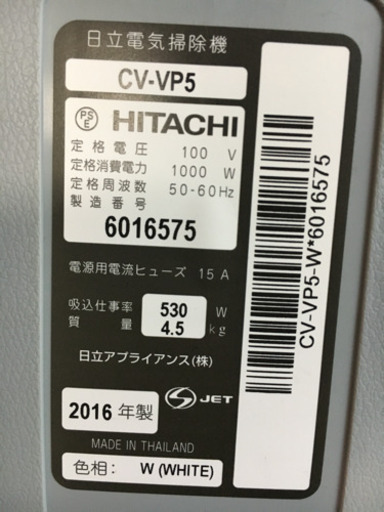 日立電気掃除機
CV-VP5
PS
E
HITACHI
定格電圧 100 V
定格消費電力 1000 W
定格周波数 50-60Hz
製造番号
6016575
電源用電流ヒューズ 15 A
吸込仕事率 530 W
質量 4.5 kg
日立アプライアンス(株)
2016 年製
S JET
MADE IN THAILAND
色相: W (WHITE)
CV-VP5-W*6016575